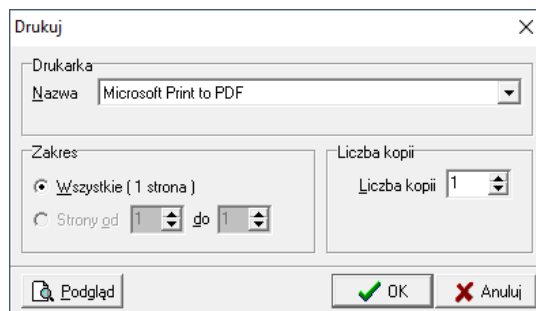 Drukuj
Drukarka
Nazwa Microsoft Print to PDF
Zakres
Wszystkie ( 1 strona )
Strony od 1 do 1
Liczba kopii
Liczba kopii 1
Podgląd OK Anuluj